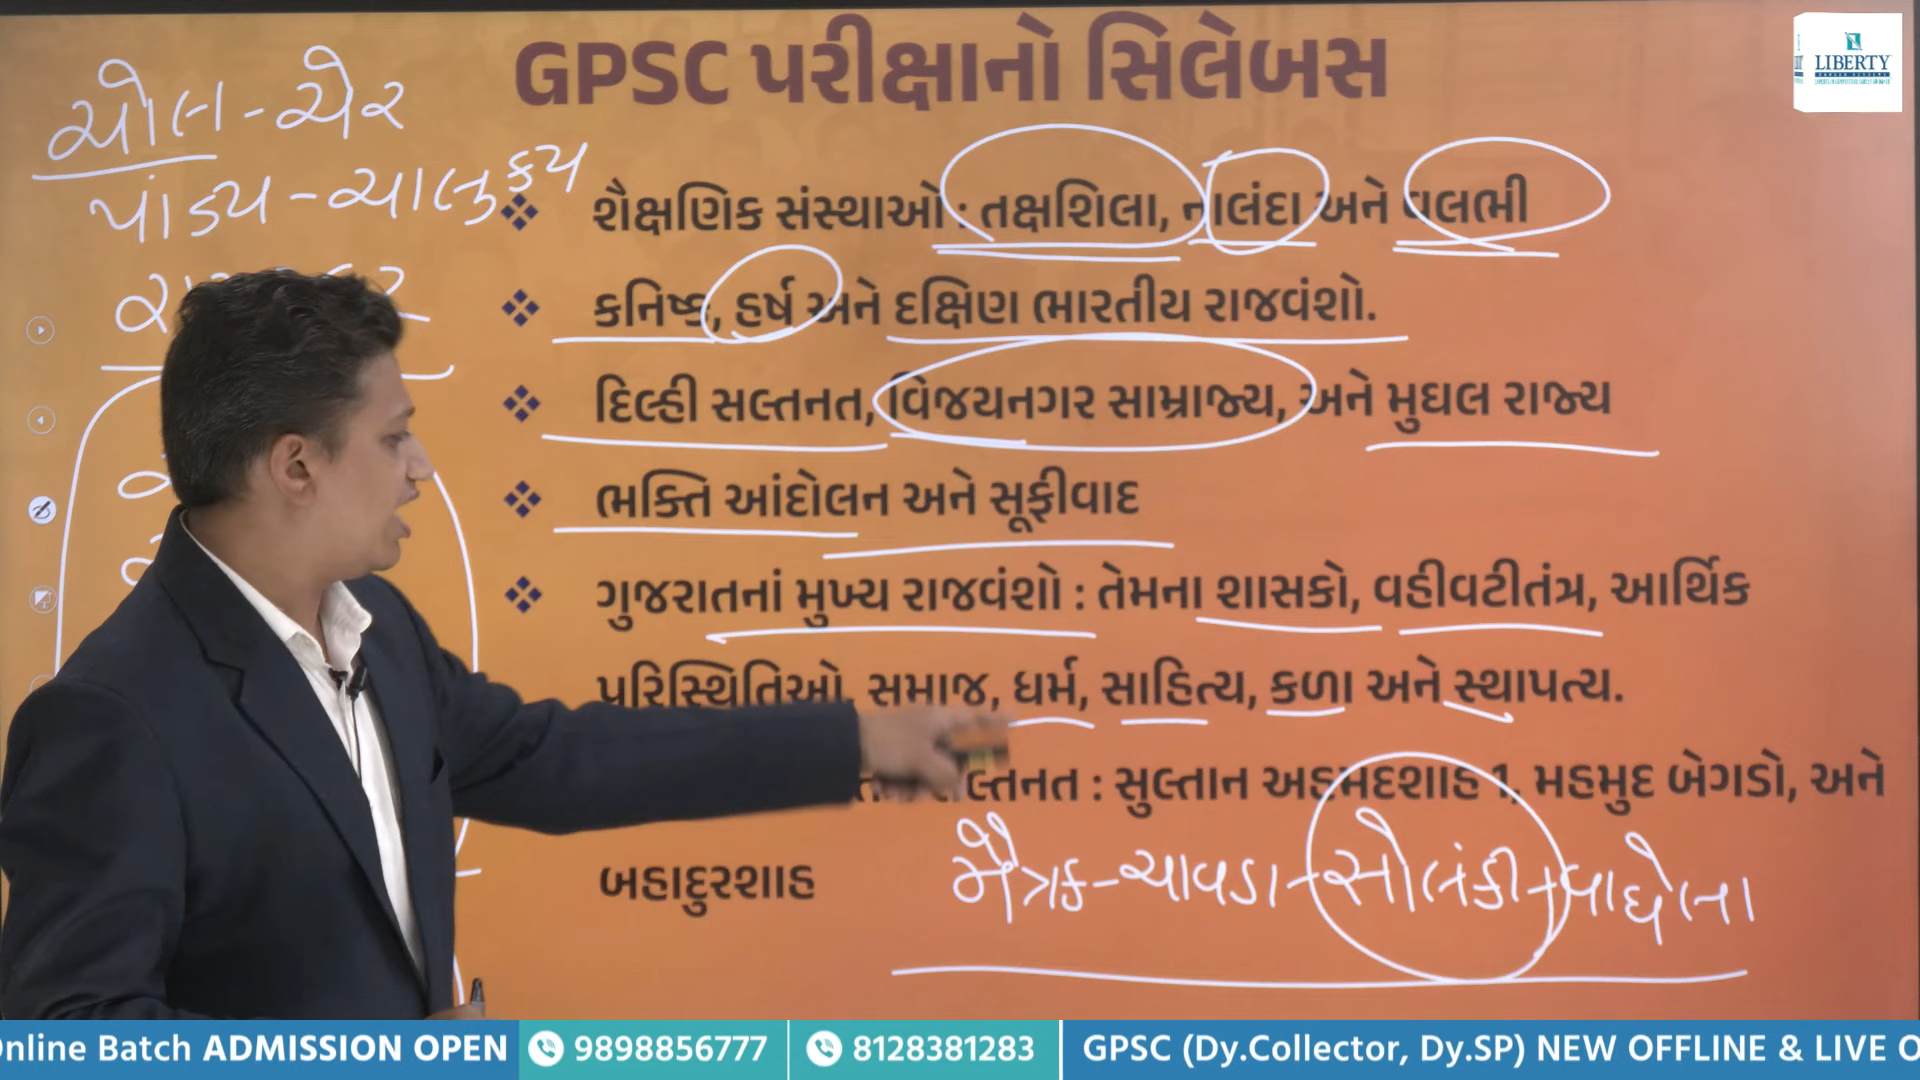 GPSC પરીક્ષાનો સિલેબસ
LIBERTY
ચોલ - ચેર
પાંડ્ય - ચાલુક્ય
❖ શૈક્ષણિક સંસ્થાઓ : તક્ષશિલા, નાલંદા અને વલભી
❖ કનિષ્ક, હર્ષ અને દક્ષિણ ભારતીય રાજવંશો.
❖ દિલ્હી સલ્તનત, વિજયનગર સામ્રાજ્ય, અને મુઘલ રાજ્ય
❖ ભક્તિ આંદોલન અને સૂફીવાદ
❖ ગુજરાતનાં મુખ્ય રાજવંશો : તેમના શાસકો, વહીવટીતંત્ર, આર્થિક
પરિસ્થિતિઓ, સમાજ, ધર્મ, સાહિત્ય, કળા અને સ્થાપત્ય.
સલ્તનત : સુલ્તાન અહમદશાહ 1, મહમુદ બેગડો, અને
બહાદુરશાહ
મૈત્રક - ચાવડા - સોલંકી - વાઘેલા
Online Batch ADMISSION OPEN 9898856777 8128381283 GPSC (Dy.Collector, Dy.SP) NEW OFFLINE & LIVE O